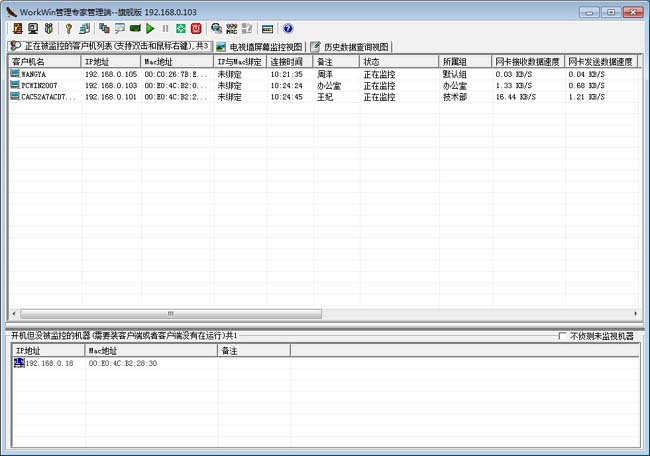 WorkWin管理专家管理端--旗舰版 192.168.0.103
正在被监控的客户机列表(支持双击和鼠标右键),共3 电视墙屏幕监控视图 历史数据查询视图
客户机名 IP地址 Mac地址 IP与Mac绑定 连接时间 备注 状态 所属组 网卡接收数据速度 网卡发送数据速度
WANGYA 192.168.0.105 00:C0:26:7B:E... 未绑定 10:21:35 周洋 正在监控 默认组 0.03 KB/S 0.04 KB/S
PCWIN2007 192.168.0.103 00:E0:4C:B2:0... 未绑定 10:24:24 办公室 正在监控 办公室 1.33 KB/S 0.68 KB/S
CAC52A7ACD7... 192.168.0.101 00:E0:4C:B2:2... 未绑定 10:24:45 王妃 正在监控 技术部 16.44 KB/S 1.21 KB/S
开机但没被监控的机器(需要装客户端或者客户端没有在运行)共1 不侦测未监视机器
IP地址 Mac地址 备注
192.168.0.18 00:E0:4C:B2:28:30